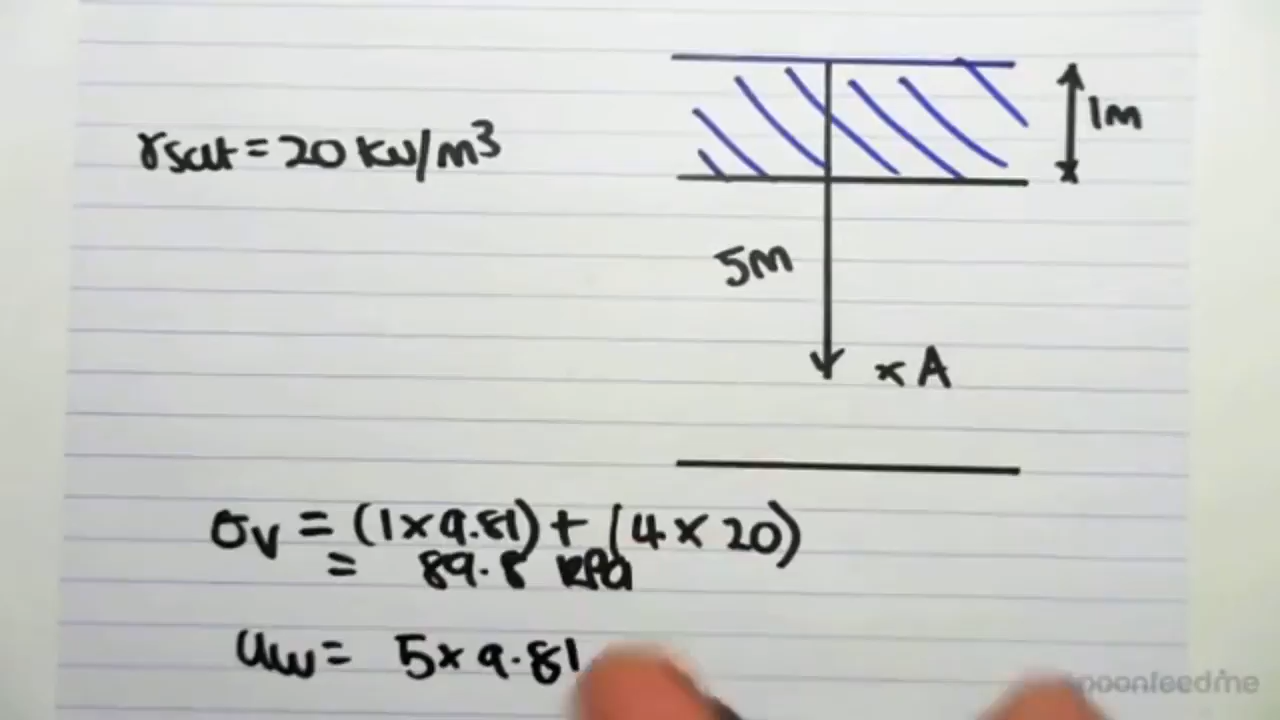 γsat = 20 kN/m³
1m
5m
x A
σv = (1 x 9.81) + (4 x 20)
= 89.8 kPa
uw = 5 x 9.81
spoonfeedme